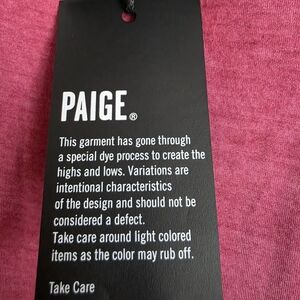 PAIGE®
This garment has gone through
a special dye process to create the
highs and lows. Variations are
intentional characteristics
of the design and should not be
considered a defect.
Take care around light colored
items as the color may rub off.
Take Care